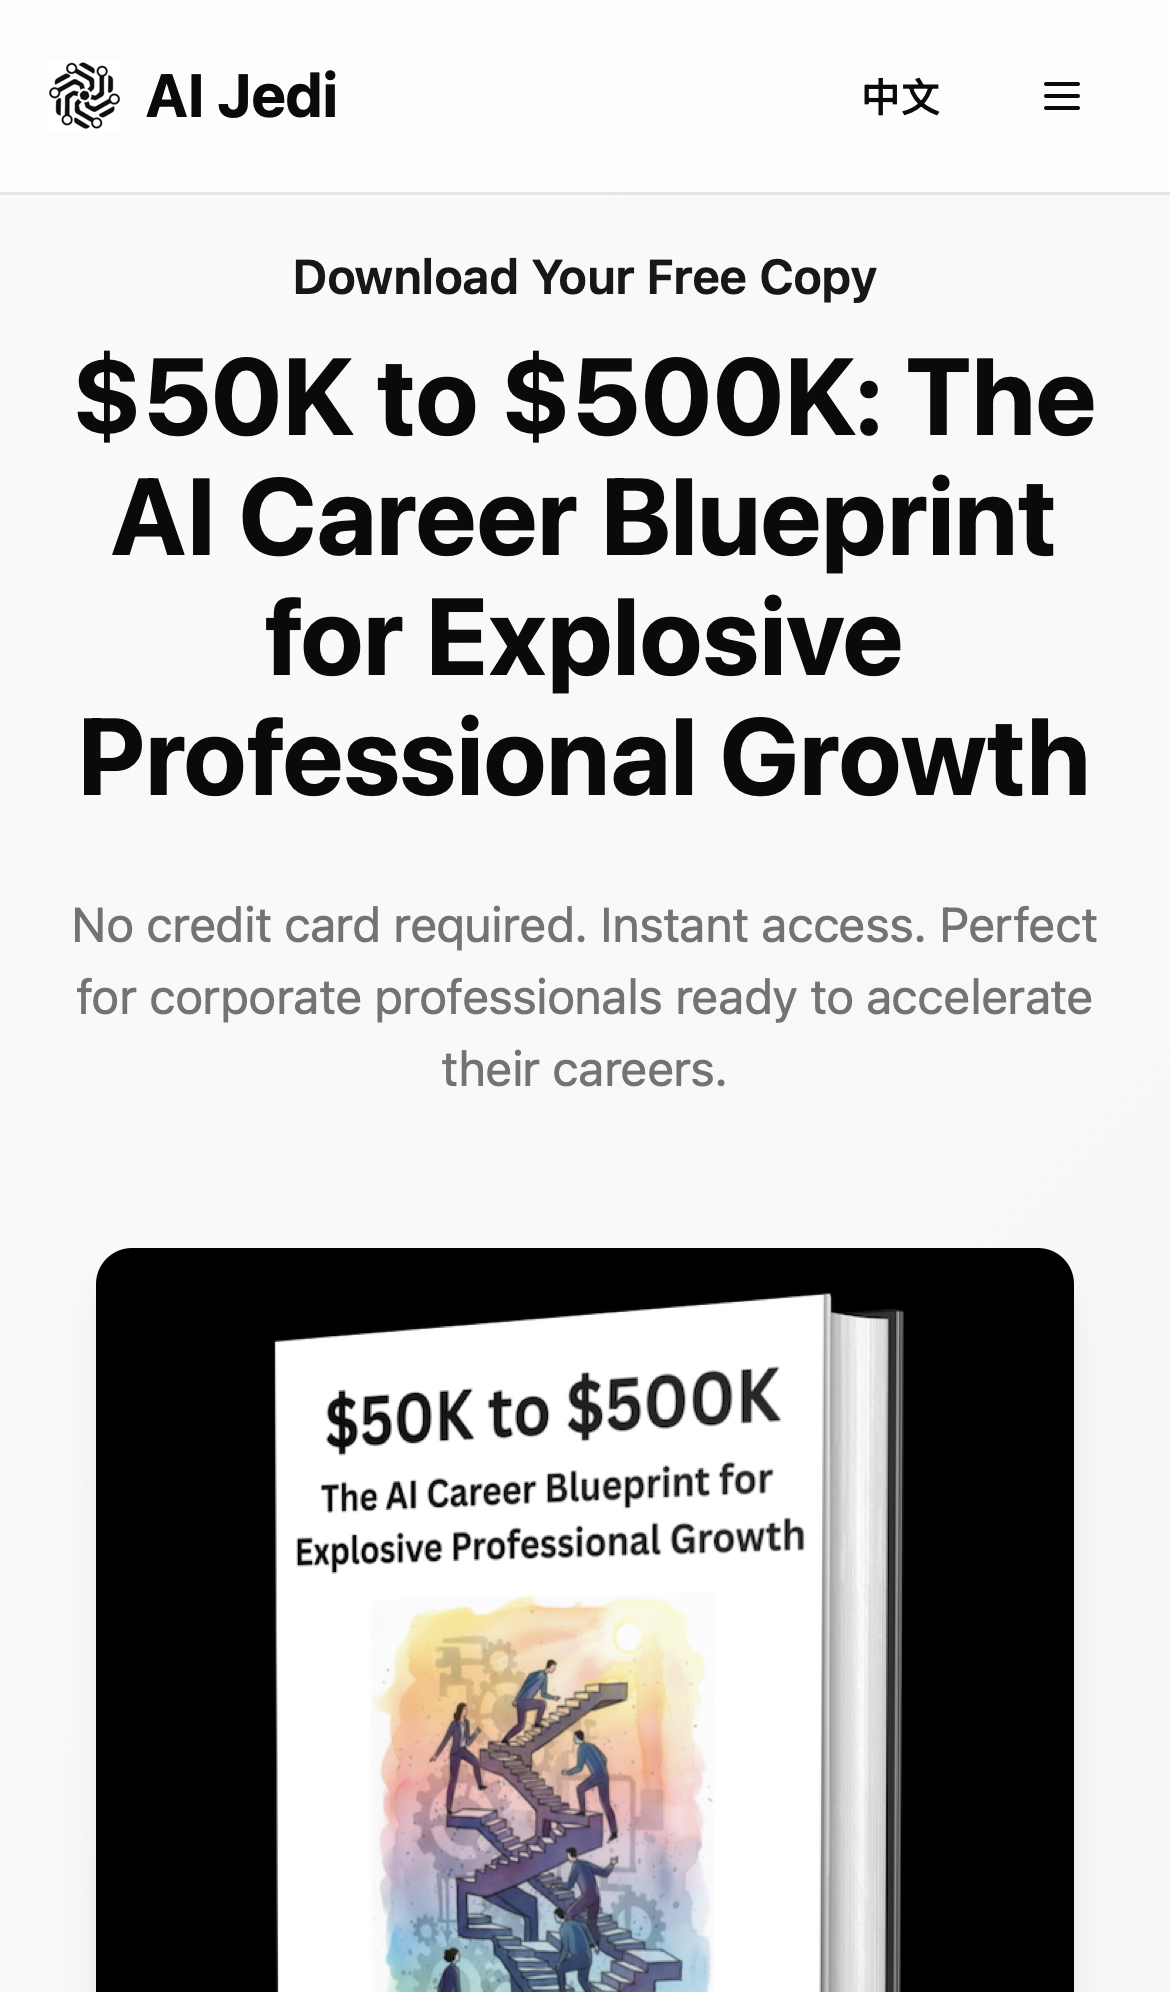 AI Jedi
中文
Download Your Free Copy
$50K to $500K: The
AI Career Blueprint
for Explosive
Professional Growth
No credit card required. Instant access. Perfect
for corporate professionals ready to accelerate
their careers.
$50K to $500K
The AI Career Blueprint for
Explosive Professional Growth